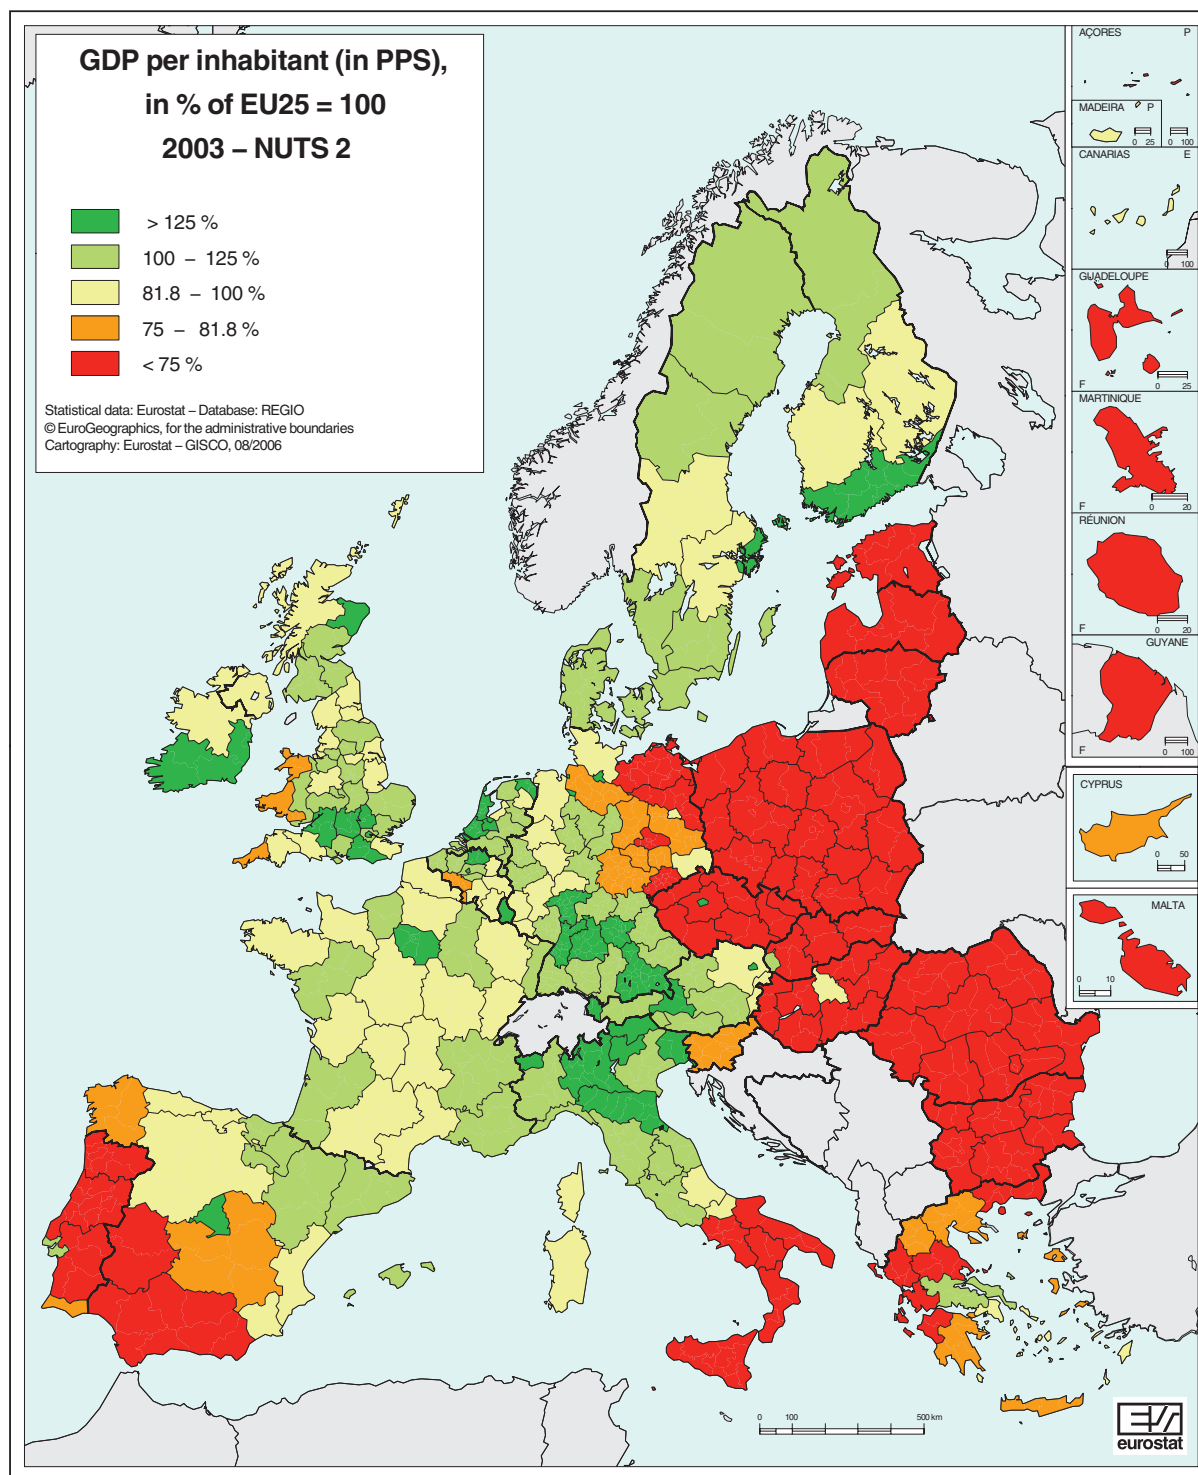 GDP per inhabitant (in PPS),
in % of EU25 = 100
2003 – NUTS 2
> 125 %
100 – 125 %
81.8 – 100 %
75 – 81.8 %
< 75 %
Statistical data: Eurostat – Database: REGIO
© EuroGeographics, for the administrative boundaries
Cartography: Eurostat – GISCO, 08/2006
AÇORES P
MADEIRA P
0 25 0 100
CANARIAS E
0 100
GUADELOUPE
F 0 25
MARTINIQUE
F 0 20
RÉUNION
F 0 20
GUYANE
F 0 100
CYPRUS
0 50
MALTA
0 10
0 100 500 km
eurostat